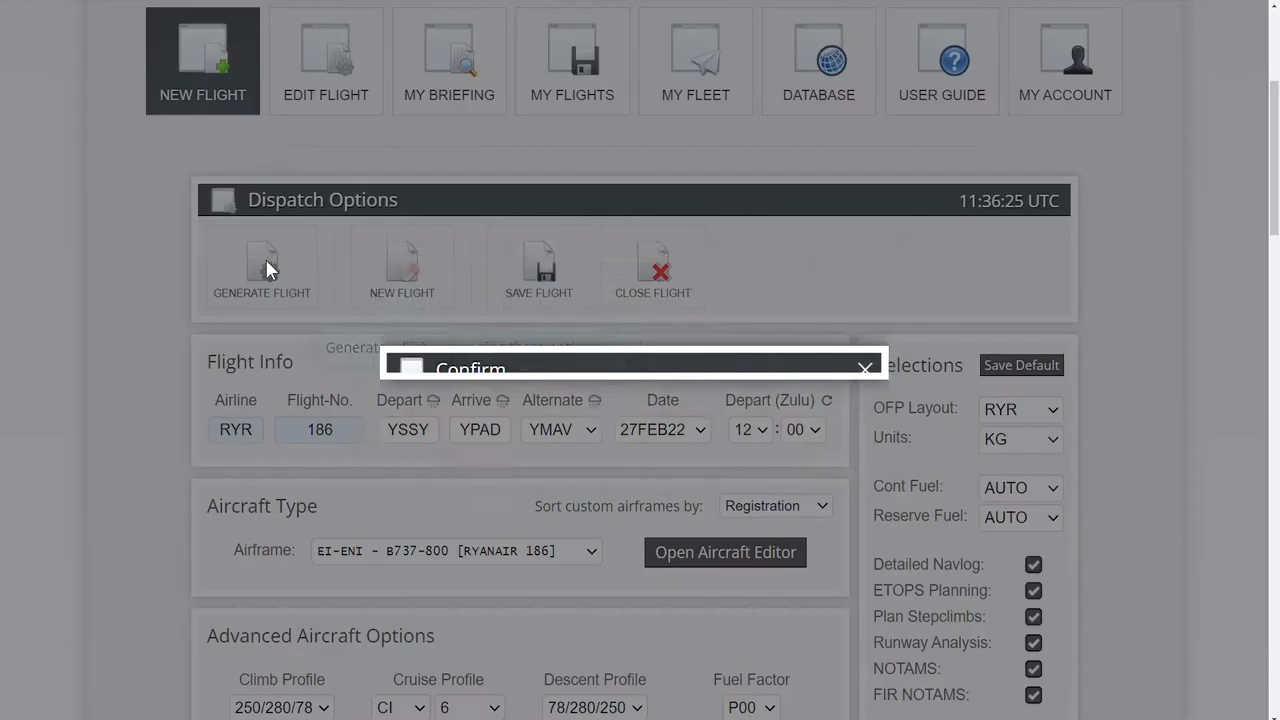 NEW FLIGHT EDIT FLIGHT MY BRIEFING MY FLIGHTS MY FLEET DATABASE USER GUIDE MY ACCOUNT
Dispatch Options 11:36:25 UTC
GENERATE FLIGHT NEW FLIGHT SAVE FLIGHT CLOSE FLIGHT
Generat
Confirm
Flight Info
elections Save Default
Airline Flight-No. Depart Arrive Alternate Date Depart (Zulu)
RYR 186 YSSY YPAD YMAV 27FEB22 12 : 00
OFP Layout: RYR
Units: KG
Aircraft Type Sort custom airframes by: Registration
Airframe: EI-ENI - B737-800 [RYANAIR 186] Open Aircraft Editor
Cont Fuel: AUTO
Reserve Fuel: AUTO
Detailed Navlog:
ETOPS Planning:
Plan Stepclimbs:
Runway Analysis:
NOTAMS:
FIR NOTAMS:
Advanced Aircraft Options
Climb Profile Cruise Profile Descent Profile Fuel Factor
250/280/78 CI 6 78/280/250 P00